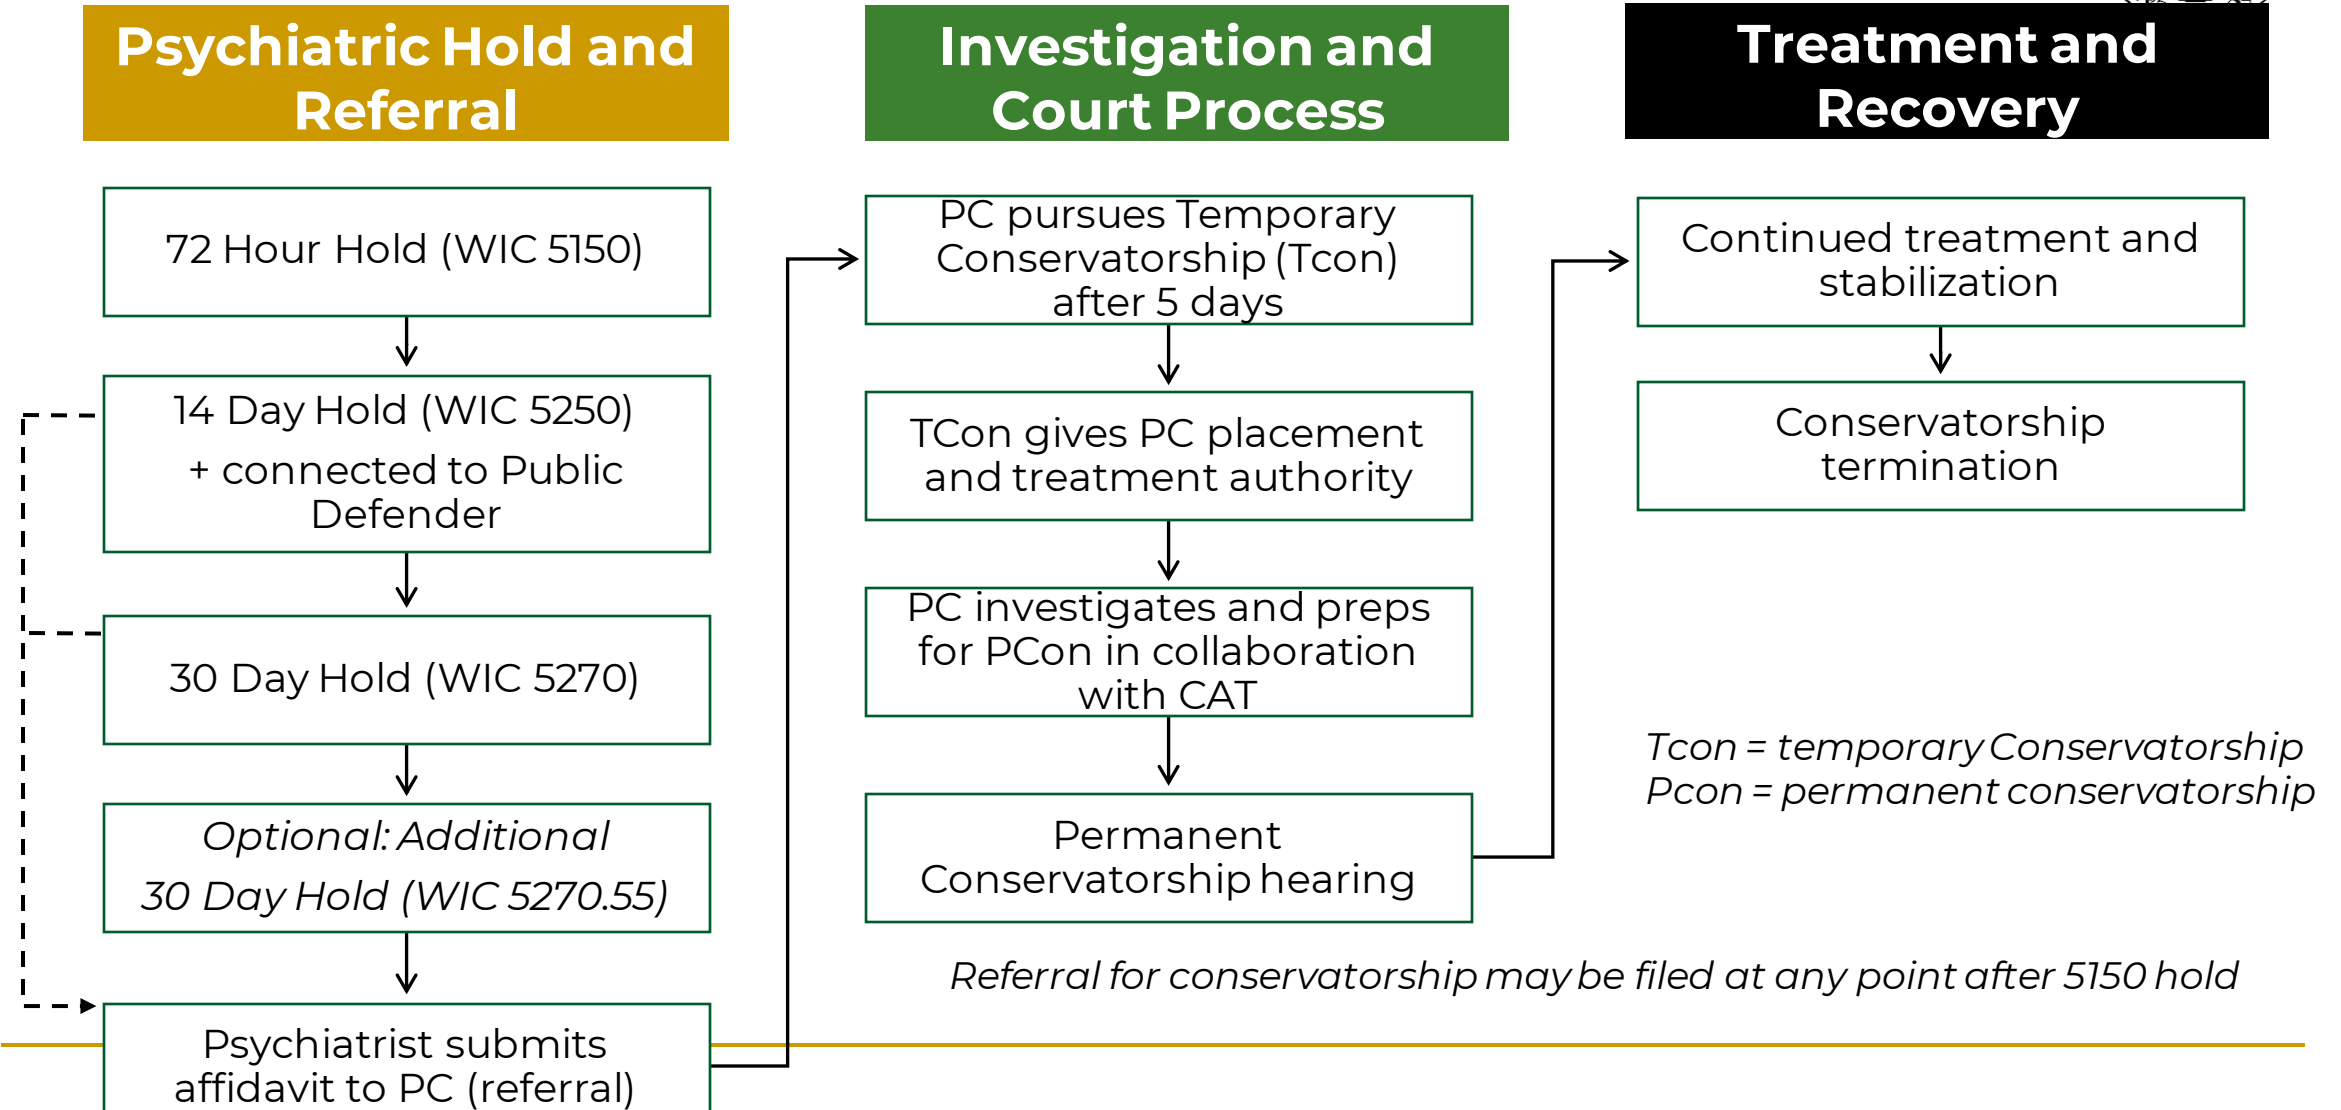 Psychiatric Hold and
Referral
72 Hour Hold (WIC 5150)
14 Day Hold (WIC 5250)
+ connected to Public
Defender
30 Day Hold (WIC 5270)
Optional: Additional
30 Day Hold (WIC 5270.55)
Psychiatrist submits
affidavit to PC (referral)
Investigation and
Court Process
PC pursues Temporary
Conservatorship (Tcon)
after 5 days
TCon gives PC placement
and treatment authority
PC investigates and preps
for PCon in collaboration
with CAT
Permanent
Conservatorship hearing
Treatment and
Recovery
Continued treatment and
stabilization
Conservatorship
termination
Tcon = temporary Conservatorship
Pcon = permanent conservatorship
Referral for conservatorship may be filed at any point after 5150 hold